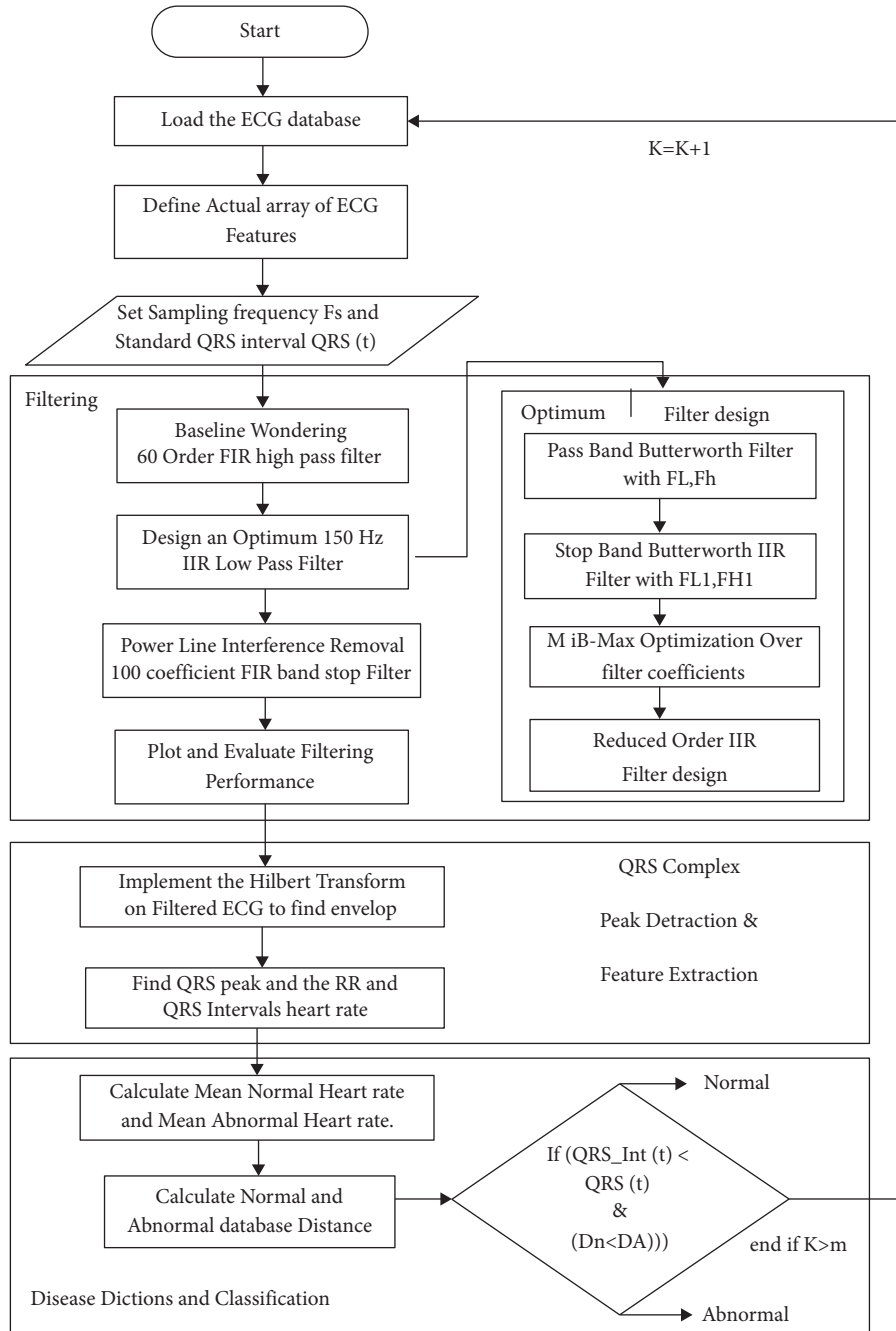 Start
Load the ECG database
K=K+1
Define Actual array of ECG
Features
Set Sampling frequency Fs and
Standard QRS interval QRS (t)
Filtering
Baseline Wondering
60 Order FIR high pass filter
Design an Optimum 150 Hz
IIR Low Pass Filter
Power Line Interference Removal
100 coefficient FIR band stop Filter
Plot and Evaluate Filtering
Performance
Optimum Filter design
Pass Band Butterworth Filter
with FL,Fh
Stop Band Butterworth IIR
Filter with FL1,FH1
M iB-Max Optimization Over
filter coefficients
Reduced Order IIR
Filter design
Implement the Hilbert Transform
on Filtered ECG to find envelop
Find QRS peak and the RR and
QRS Intervals heart rate
QRS Complex
Peak Detraction &
Feature Extraction
Calculate Mean Normal Heart rate
and Mean Abnormal Heart rate.
Calculate Normal and
Abnormal database Distance
If (QRS_Int (t) <
QRS (t)
&
(Dn<DA)))
Normal
end if K>m
Abnormal
Disease Dictions and Classification